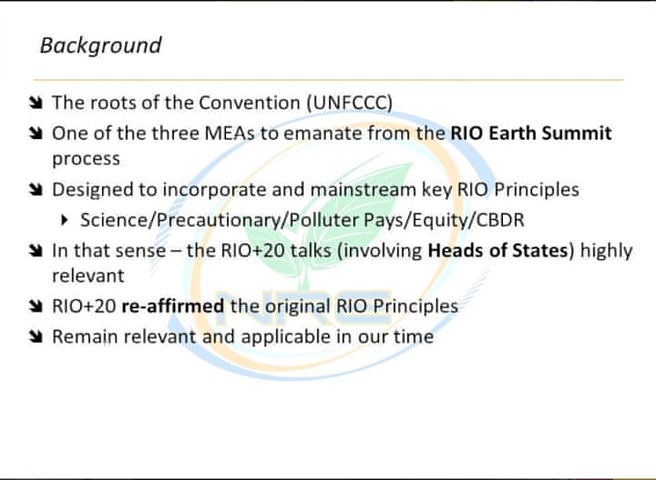 Background
The roots of the Convention (UNFCCC)
One of the three MEAs to emanate from the RIO Earth Summit
process
Designed to incorporate and mainstream key RIO Principles
Science/Precautionary/Polluter Pays/Equity/CBDR
In that sense – the RIO+20 talks (involving Heads of States) highly
relevant
RIO+20 re-affirmed the original RIO Principles
Remain relevant and applicable in our time
NRE